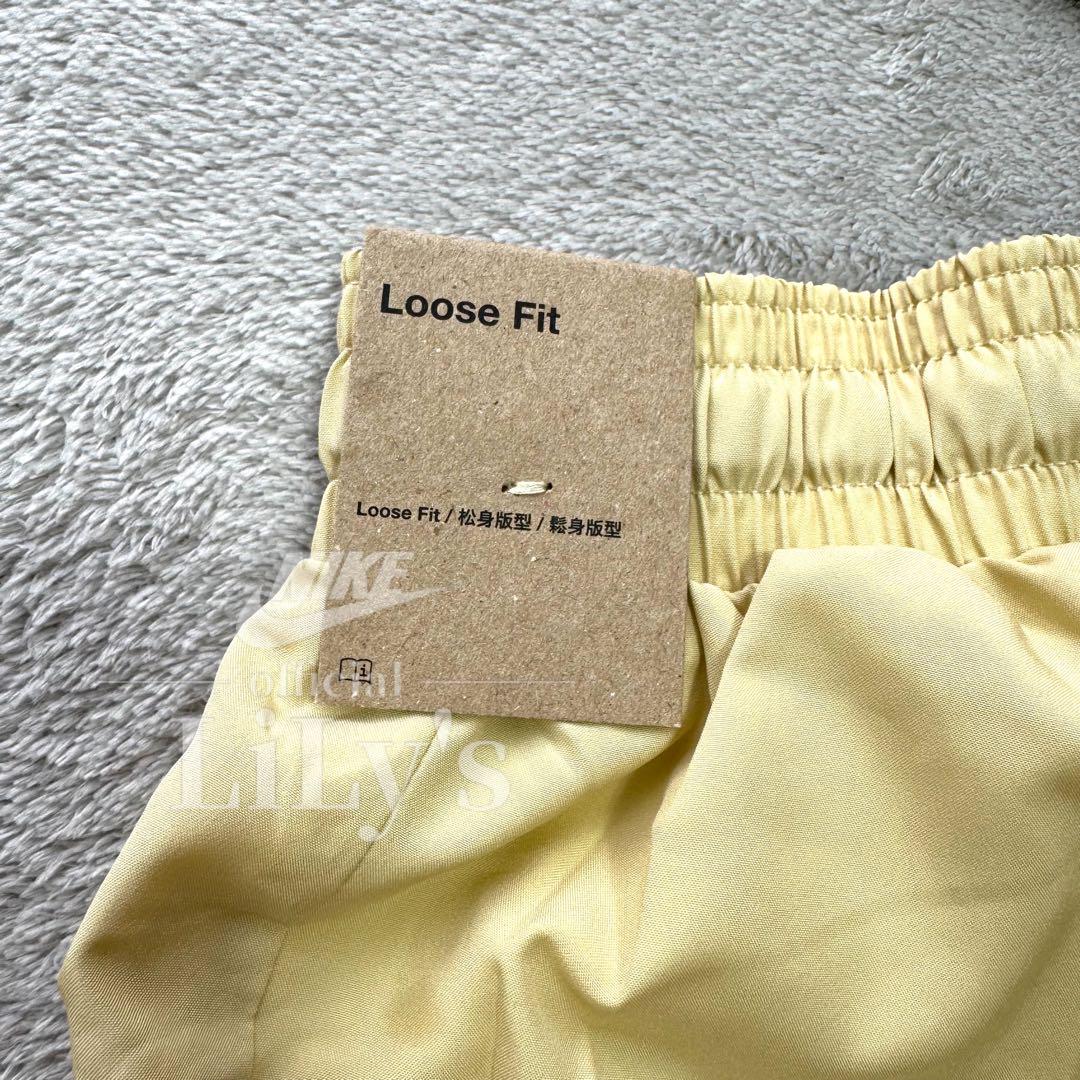 Loose Fit
Loose Fit / 松身版型 / 鬆身版型
NIKE
official
LiLy's
i